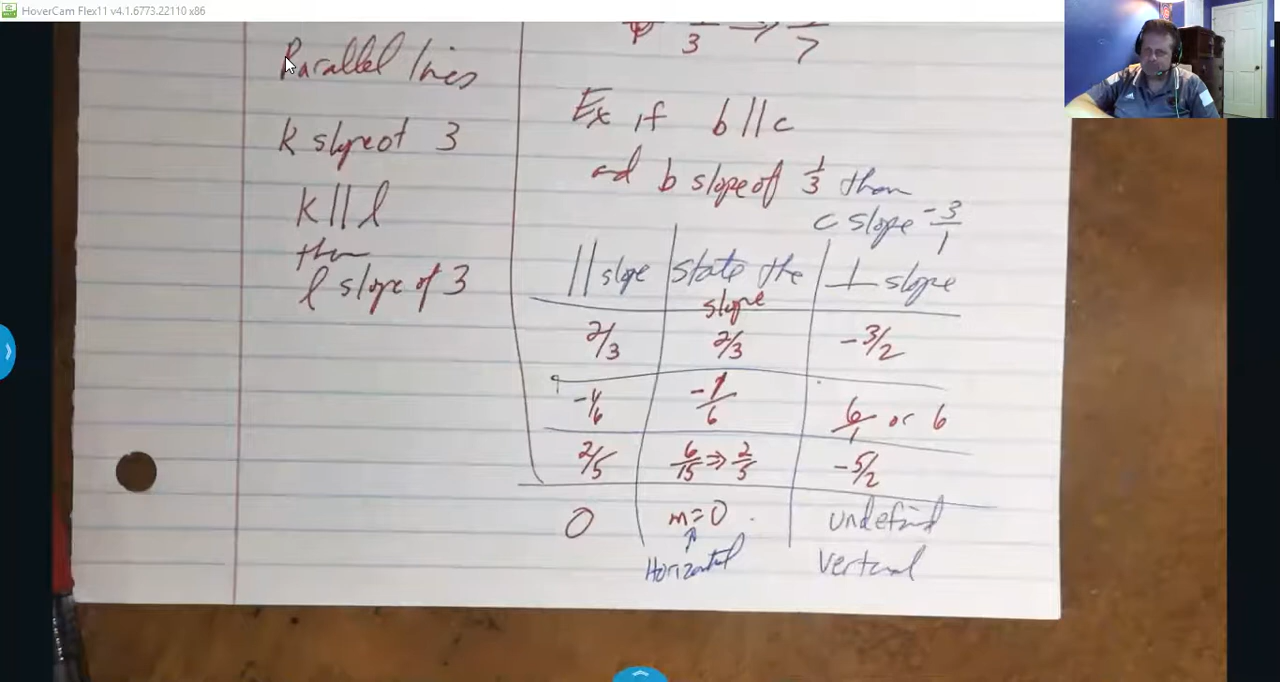 HoverCam Flex11 v4.1.6773.22110 x86
Parallel lines
k slope of 3
k || l
then
l slope of 3
3 → 7
Ex if b || c
and b slope of 1/3 then
c slope -3/1
|| slope | state the slope | ⊥ slope
2/3 | 2/3 | -3/2
-1/6 | -1/6 | 6/1 or 6
2/5 | 6/15 ⇒ 2/5 | -5/2
0 | m = 0 | undefind
↑
Horizontal | Vertical